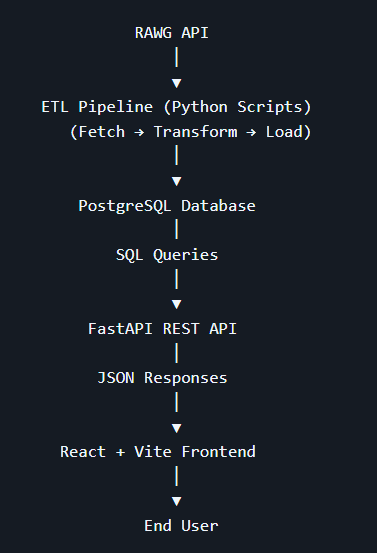 RAWG API
│
▼
ETL Pipeline (Python Scripts)
(Fetch → Transform → Load)
│
▼
PostgreSQL Database
│
SQL Queries
│
▼
FastAPI REST API
│
JSON Responses
│
▼
React + Vite Frontend
│
▼
End User